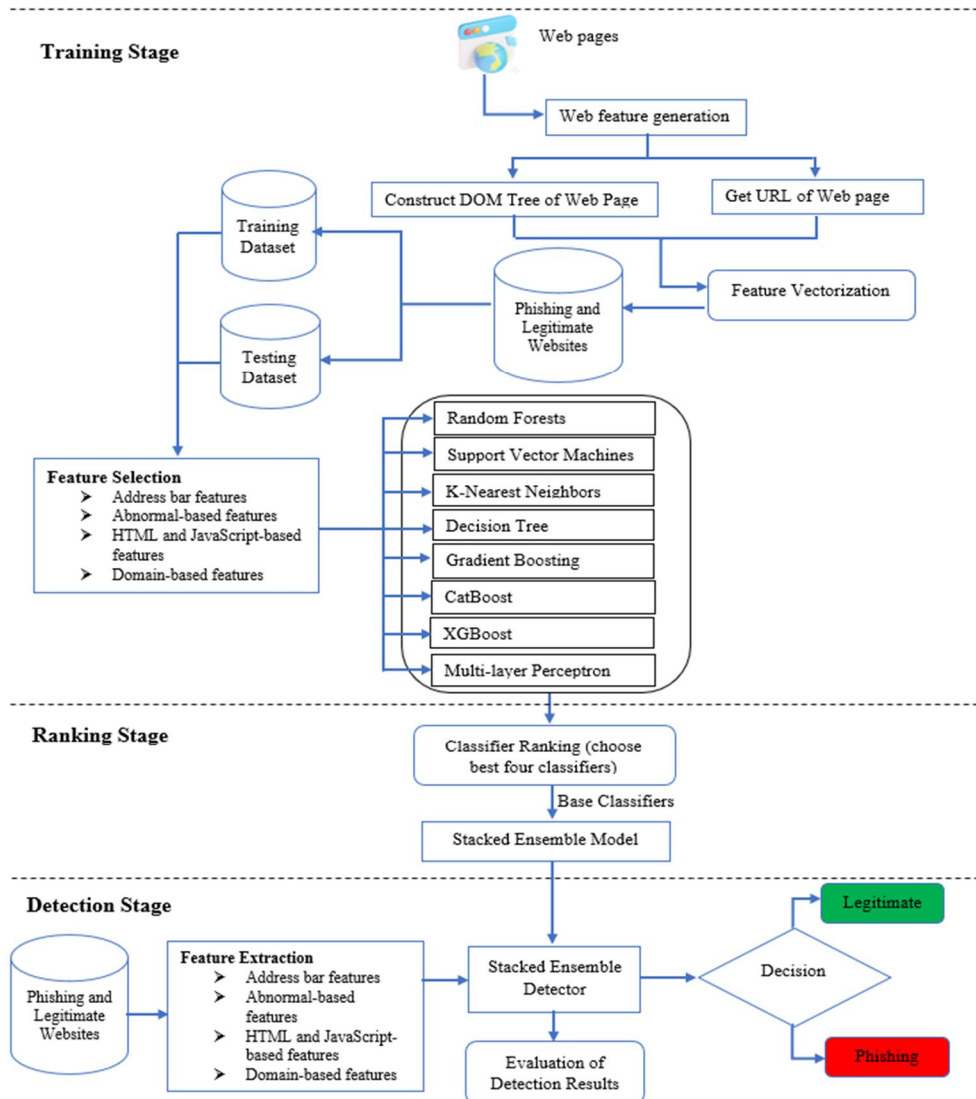 Training Stage
Web pages
Web feature generation
Construct DOM Tree of Web Page
Get URL of Web page
Training
Dataset
Feature Vectorization
Phishing and
Legitimate
Websites
Testing
Dataset
Random Forests
Support Vector Machines
K-Nearest Neighbors
Decision Tree
Gradient Boosting
CatBoost
XGBoost
Multi-layer Perceptron
Feature Selection
➤ Address bar features
➤ Abnormal-based features
➤ HTML and JavaScript-based
features
➤ Domain-based features
Ranking Stage
Classifier Ranking (choose
best four classifiers)
Base Classifiers
Stacked Ensemble Model
Detection Stage
Phishing and
Legitimate
Websites
Feature Extraction
➤ Address bar features
➤ Abnormal-based
features
➤ HTML and JavaScript-
based features
➤ Domain-based features
Stacked Ensemble
Detector
Evaluation of
Detection Results
Decision
Legitimate
Phishing